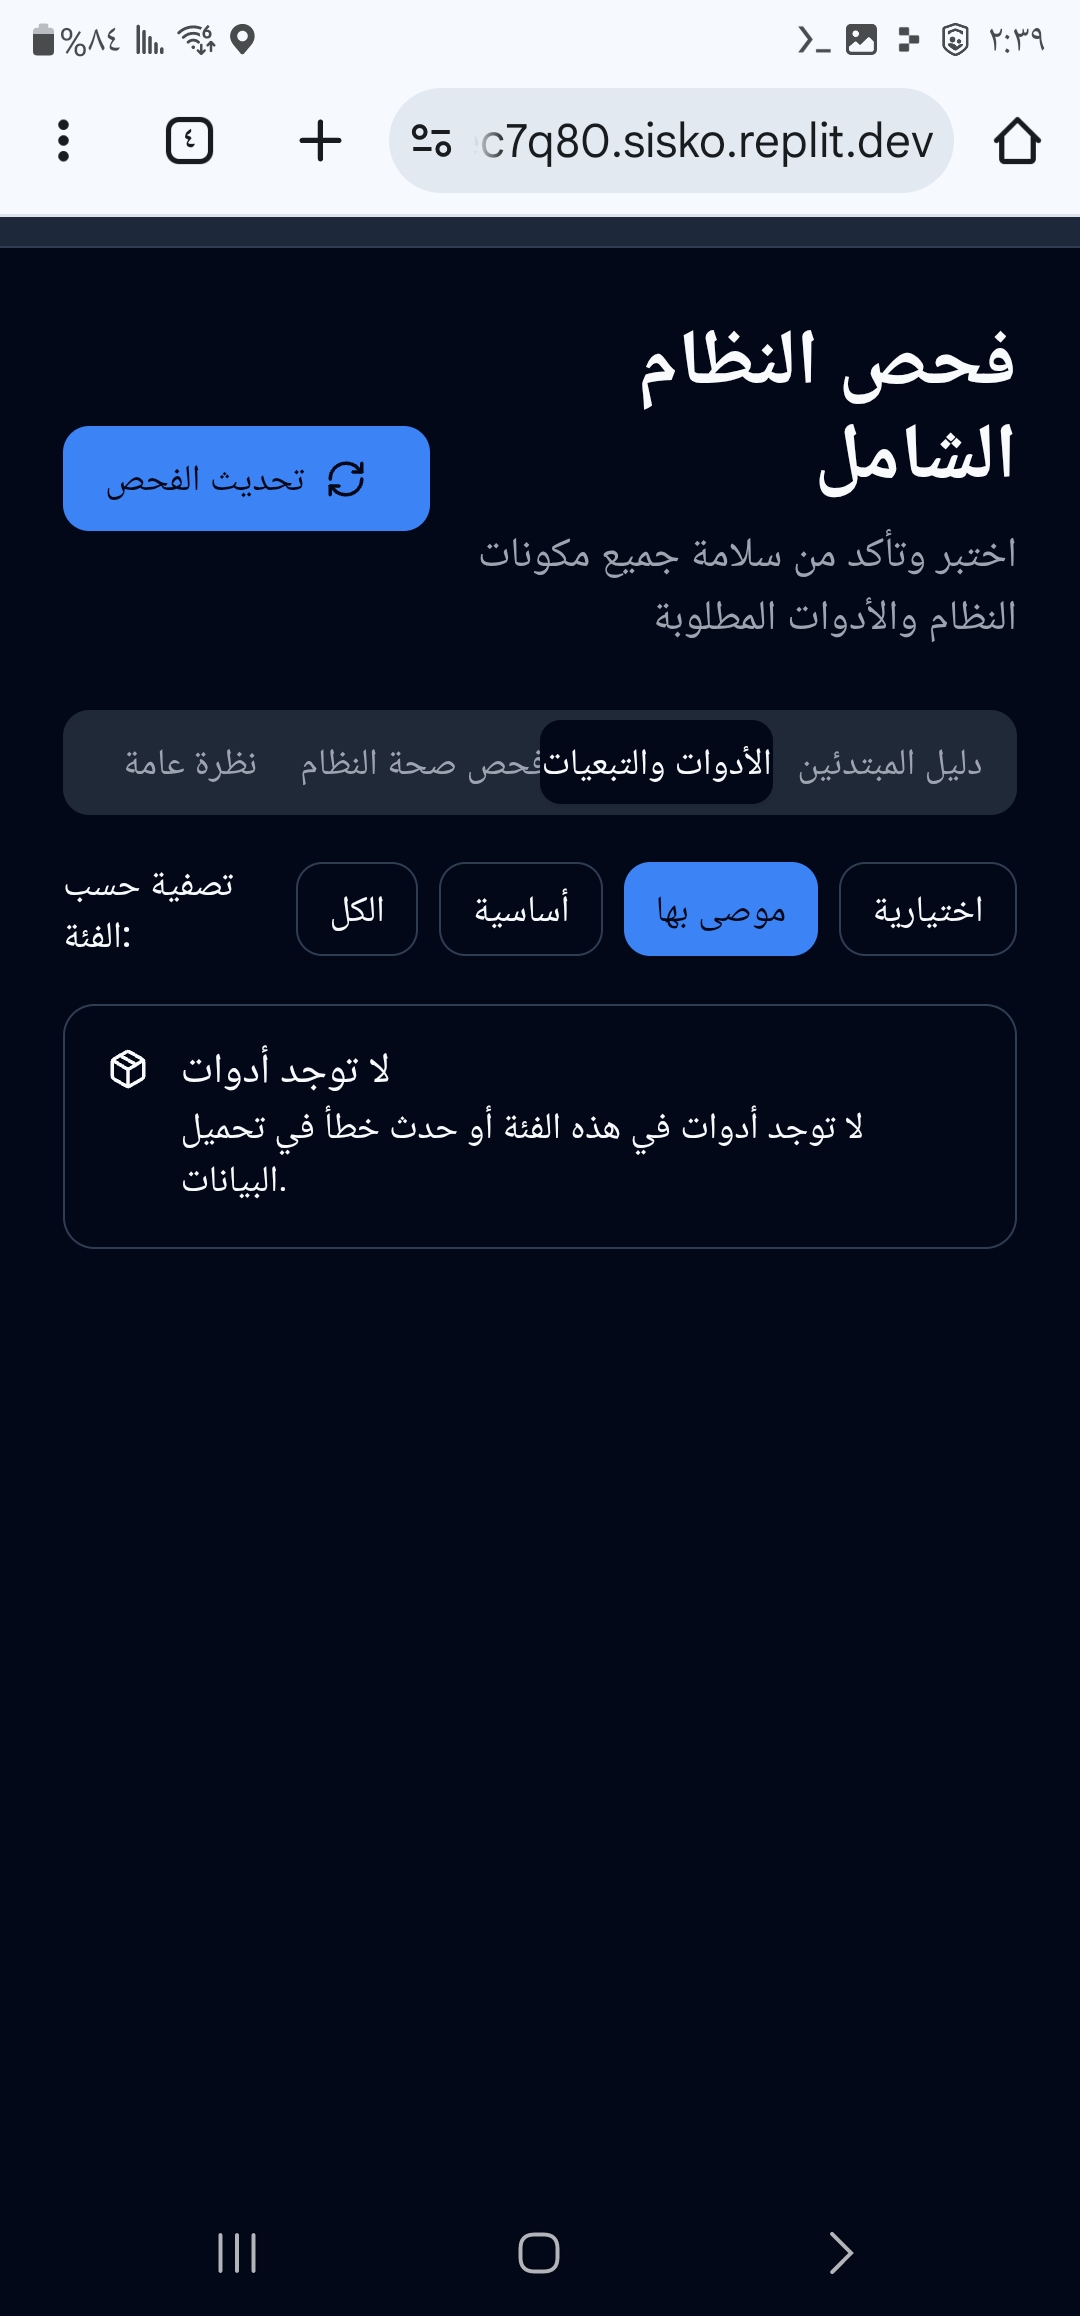 ٢:٣٩
%٨٤
٤
c7q80.sisko.replit.dev
فحص النظام
الشامل
تحديث الفحص
اختبر وتأكد من سلامة جميع مكونات
النظام والأدوات المطلوبة
دليل المبتدئين
الأدوات والتبعيات
فحص صحة النظام
نظرة عامة
اختيارية
موصى بها
أساسية
الكل
تصفية حسب
الفئة:
لا توجد أدوات
لا توجد أدوات في هذه الفئة أو حدث خطأ في تحميل
البيانات.